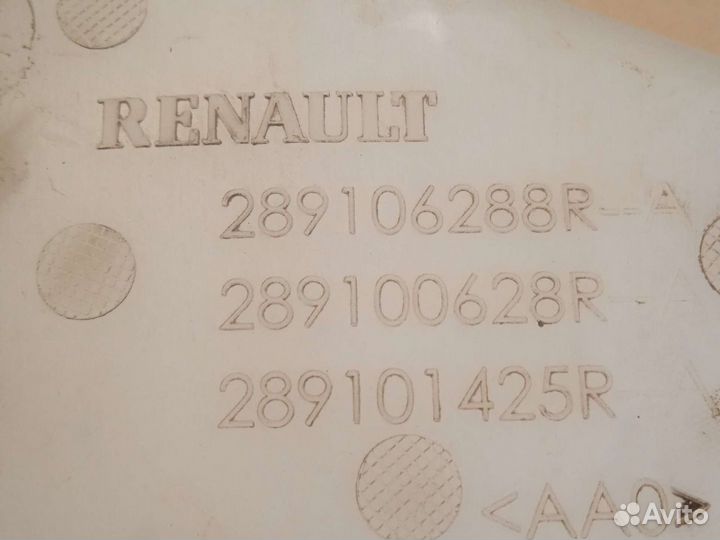 RENAULT
289106288R--A
289100628R--A
289101425R--
<AA0>
Avito